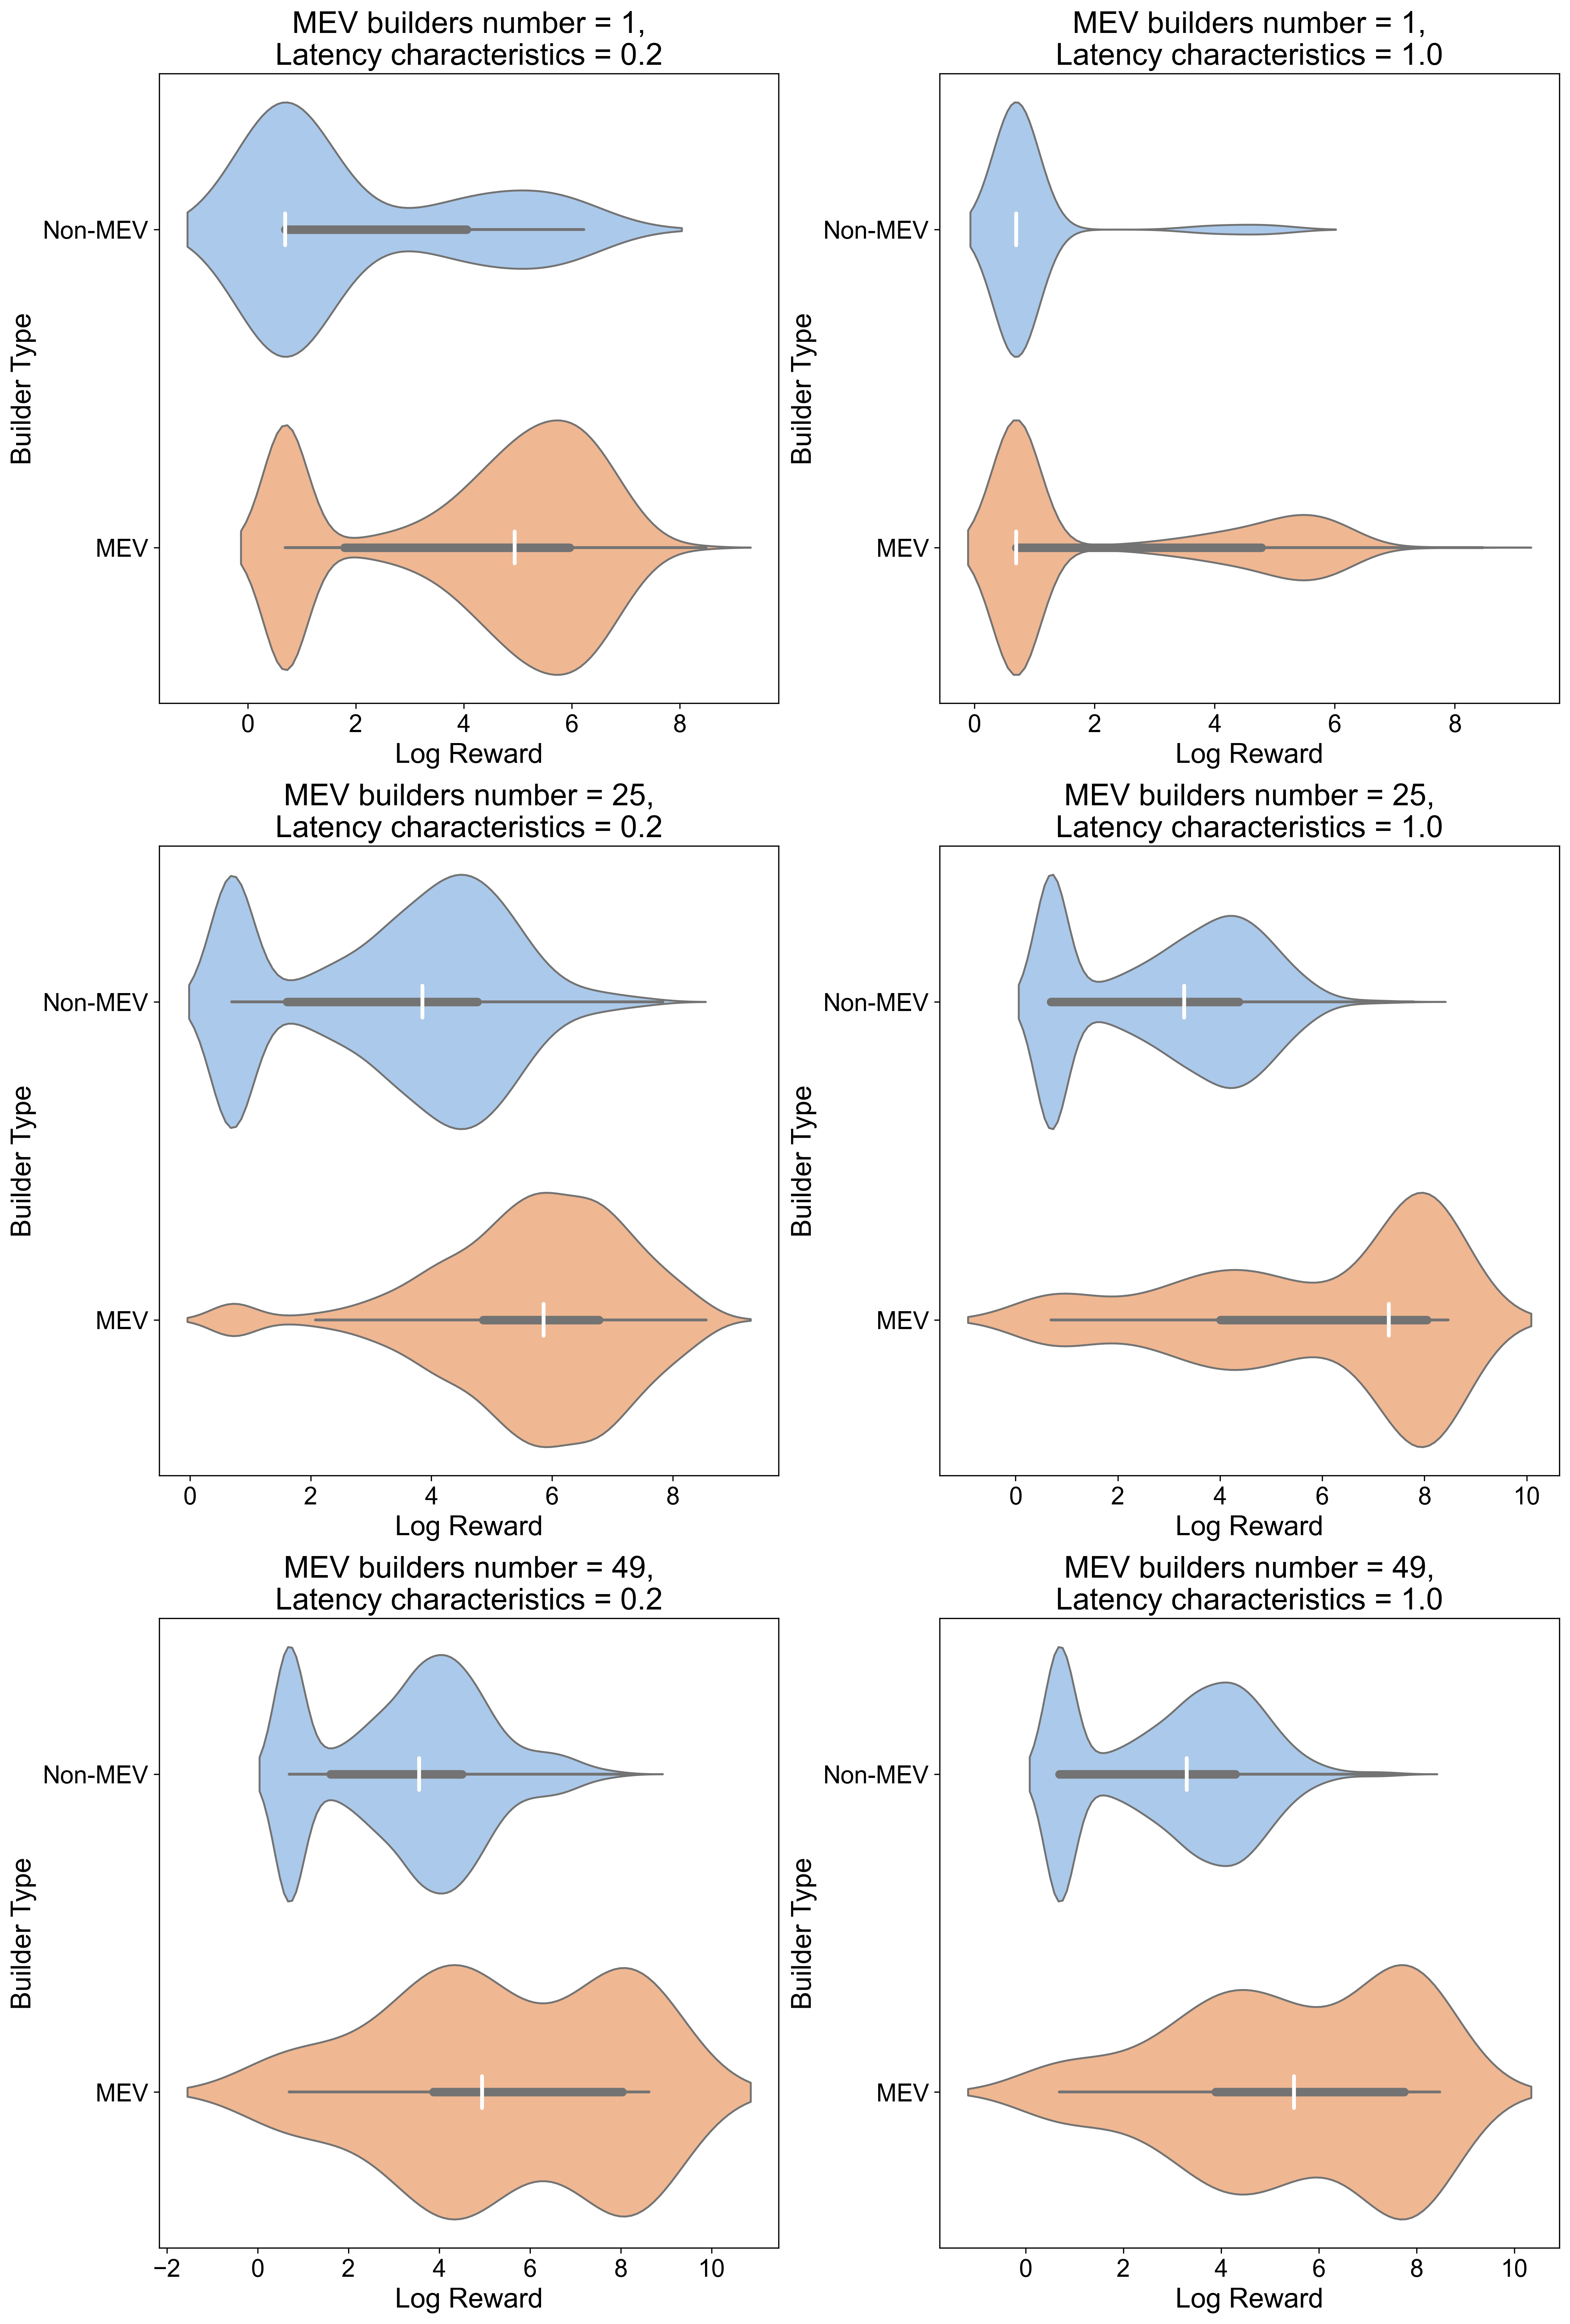 MEV builders number = 1,
Latency characteristics = 0.2
Non-MEV
MEV
Builder Type
0 2 4 6 8
Log Reward
MEV builders number = 1,
Latency characteristics = 1.0
Non-MEV
MEV
Builder Type
0 2 4 6 8
Log Reward
MEV builders number = 25,
Latency characteristics = 0.2
Non-MEV
MEV
Builder Type
0 2 4 6 8
Log Reward
MEV builders number = 25,
Latency characteristics = 1.0
Non-MEV
MEV
Builder Type
0 2 4 6 8 10
Log Reward
MEV builders number = 49,
Latency characteristics = 0.2
Non-MEV
MEV
Builder Type
−2 0 2 4 6 8 10
Log Reward
MEV builders number = 49,
Latency characteristics = 1.0
Non-MEV
MEV
Builder Type
0 2 4 6 8 10
Log Reward